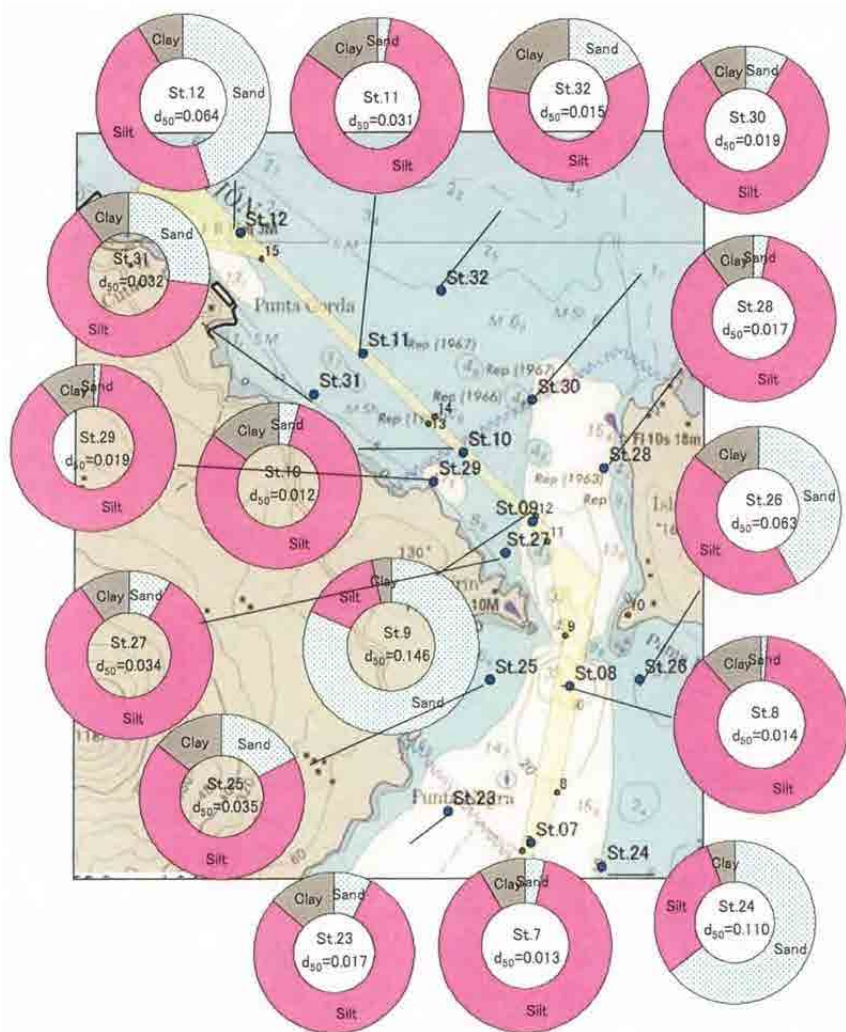 Clay
Sand
Silt
St.12
d50=0.064
Clay
Sand
Silt
St.11
d50=0.031
Clay
Sand
Silt
St.32
d50=0.015
Clay
Sand
Silt
St.30
d50=0.019
Clay
Sand
Silt
St.31
d50=0.032
Clay
Sand
Silt
St.28
d50=0.017
Clay
Sand
Silt
St.29
d50=0.019
Clay
Sand
Silt
St.10
d50=0.012
Clay
Sand
Silt
St.26
d50=0.063
Clay
Sand
Silt
St.27
d50=0.034
Clay
Sand
Silt
St.9
d50=0.146
Clay
Sand
Silt
St.8
d50=0.014
Clay
Sand
Silt
St.25
d50=0.035
Clay
Sand
Silt
St.23
d50=0.017
Clay
Sand
Silt
St.7
d50=0.013
Clay
Sand
Silt
St.24
d50=0.110
St.12
15
St.32
Punta Gorda
St.11
Rep (1967)
St.31
Rep (1967)
St.30
Rep (1966)
14
13
St.10
Fl 10s 18m
St.29
St.28
Rep (1963)
Rep
St.09
12
11
St.27
130°
10M
9
10
St.25
St.08
St.26
8
St.23
St.07
St.24